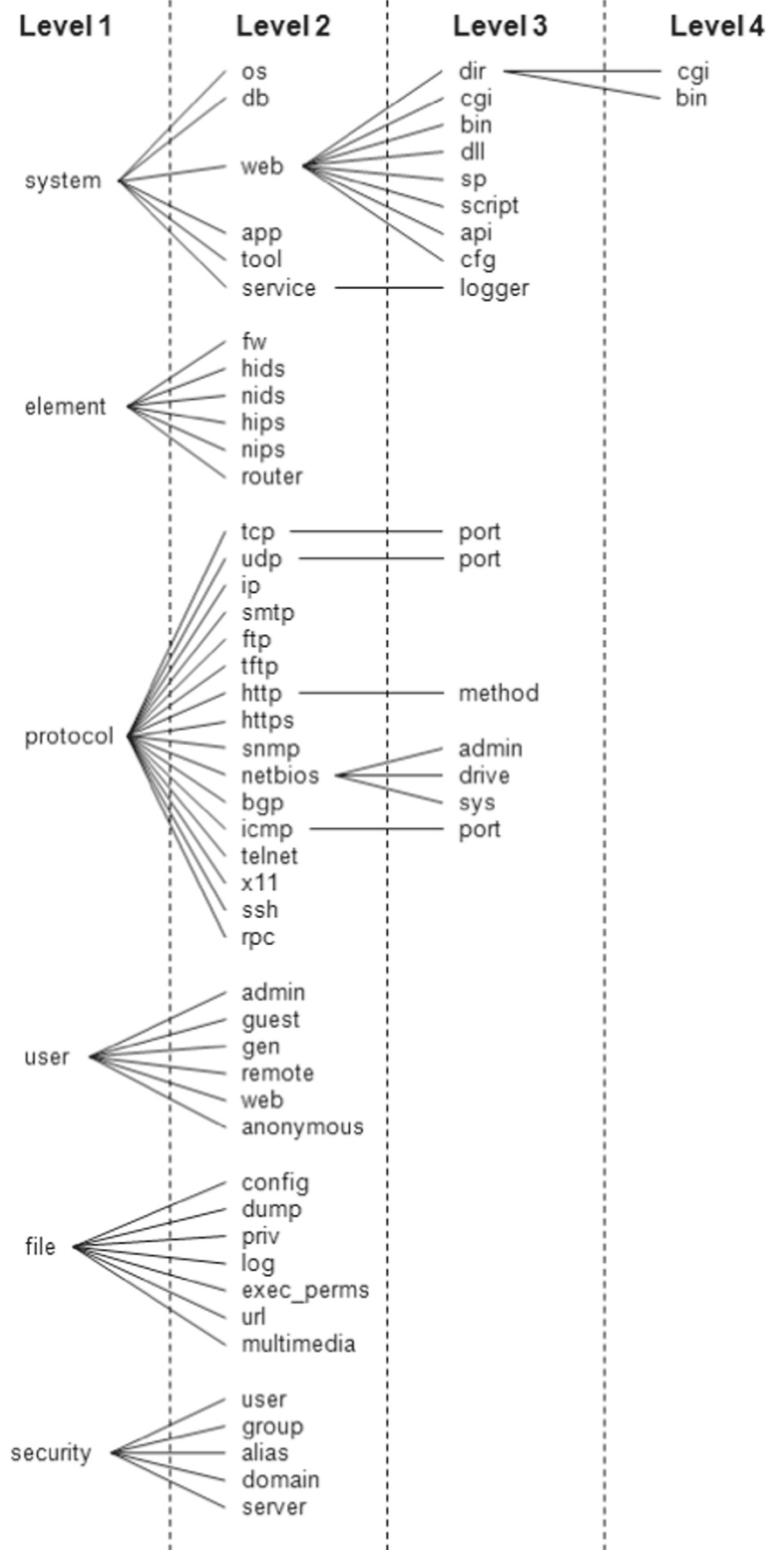 Level 1 Level 2 Level 3 Level 4
os dir cgi
db cgi bin
bin
dll
web
system sp
script
app api
tool cfg
service logger
fw
hids
nids
element
hips
nips
router
tcp port
udp port
ip
smtp
ftp
tftp
http method
https
protocol
snmp admin
netbios drive
bgp sys
icmp port
telnet
x11
ssh
rpc
admin
guest
gen
user
remote
web
anonymous
config
dump
priv
file
log
exec_perms
url
multimedia
user
group
security alias
domain
server